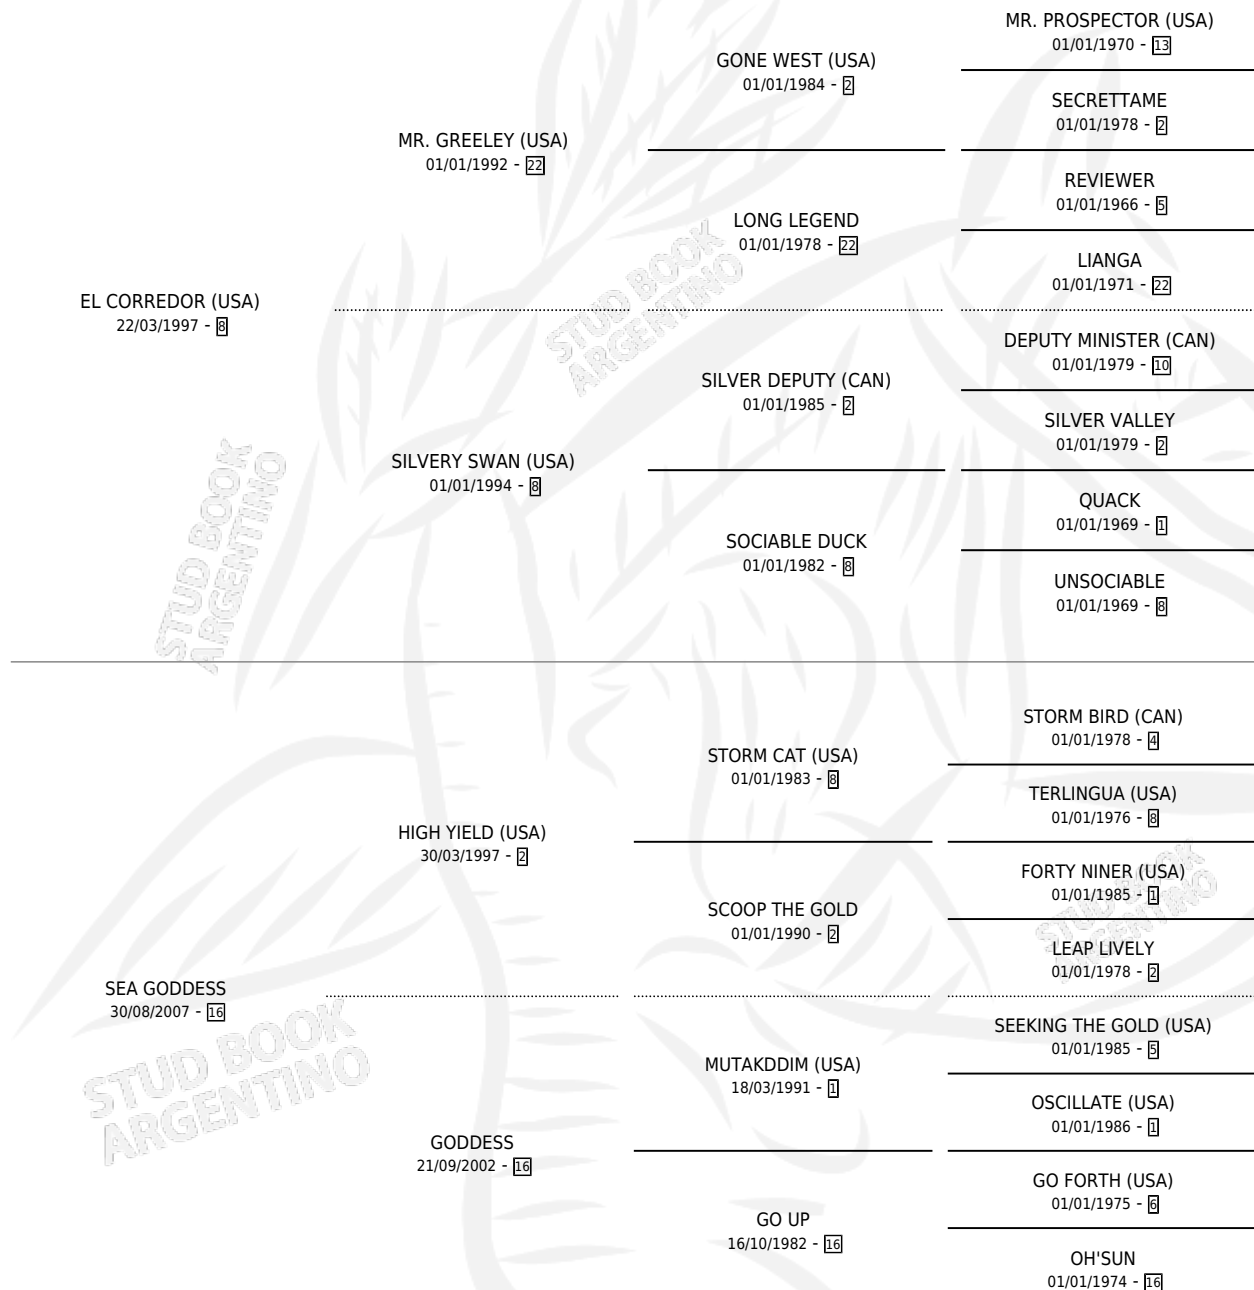 MR. PROSPECTOR (USA)
01/01/1970 - 13
GONE WEST (USA)
01/01/1984 - 2
SECRETTAME
01/01/1978 - 2
MR. GREELEY (USA)
01/01/1992 - 22
REVIEWER
01/01/1966 - 5
LONG LEGEND
01/01/1978 - 22
LIANGA
01/01/1971 - 22
EL CORREDOR (USA)
22/03/1997 - 8
DEPUTY MINISTER (CAN)
01/01/1979 - 10
SILVER DEPUTY (CAN)
01/01/1985 - 2
SILVER VALLEY
01/01/1979 - 2
SILVERY SWAN (USA)
01/01/1994 - 8
QUACK
01/01/1969 - 1
SOCIABLE DUCK
01/01/1982 - 8
UNSOCIABLE
01/01/1969 - 8
STORM BIRD (CAN)
01/01/1978 - 4
STORM CAT (USA)
01/01/1983 - 8
TERLINGUA (USA)
01/01/1976 - 8
HIGH YIELD (USA)
30/03/1997 - 2
FORTY NINER (USA)
01/01/1985 - 1
SCOOP THE GOLD
01/01/1990 - 2
LEAP LIVELY
01/01/1978 - 2
SEA GODDESS
30/08/2007 - 16
SEEKING THE GOLD (USA)
01/01/1985 - 5
MUTAKDDIM (USA)
18/03/1991 - 1
OSCILLATE (USA)
01/01/1986 - 1
GODDESS
21/09/2002 - 16
GO FORTH (USA)
01/01/1975 - 6
GO UP
16/10/1982 - 16
OH'SUN
01/01/1974 - 16
STUD BOOK
ARGENTINO
STUD BOOK
ARGENTINO
STUD BOOK
ARGENTINO
STUD BOOK
ARGENTINO